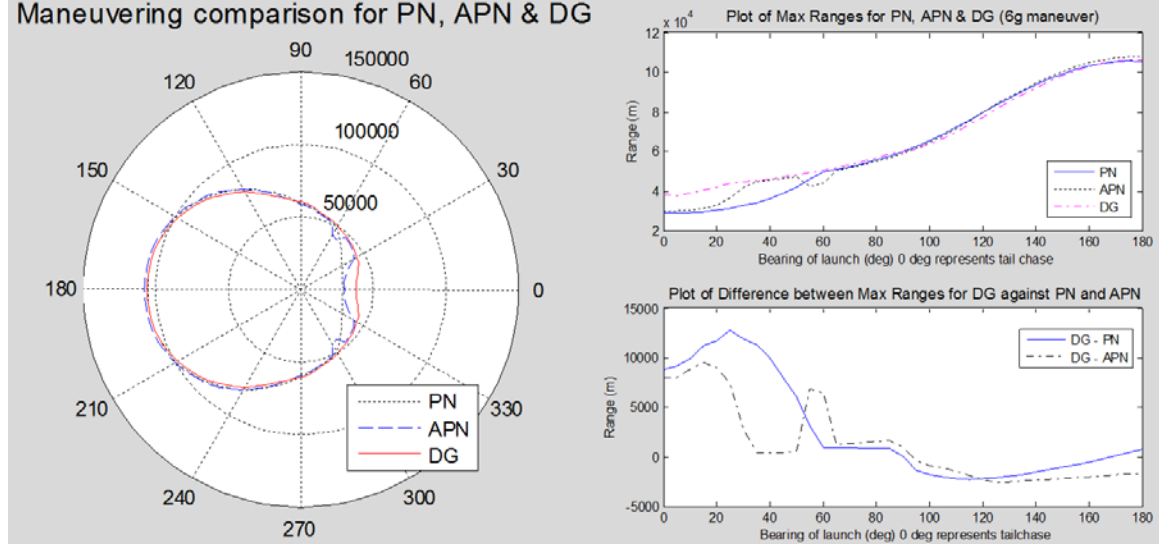 Maneuvering comparison for PN, APN & DG
90
150000
120
60
100000
150
30
50000
180
0
210
330
240
300
270
PN
APN
DG
Plot of Max Ranges for PN, APN & DG (6g maneuver)
x 10^4
12
10
8
6
4
2
Range (m)
0 20 40 60 80 100 120 140 160 180
Bearing of launch (deg) 0 deg represents tail chase
PN
APN
DG
Plot of Difference between Max Ranges for DG against PN and APN
15000
10000
5000
0
-5000
Range (m)
0 20 40 60 80 100 120 140 160 180
Bearing of launch (deg) 0 deg represents tailchase
DG - PN
DG - APN